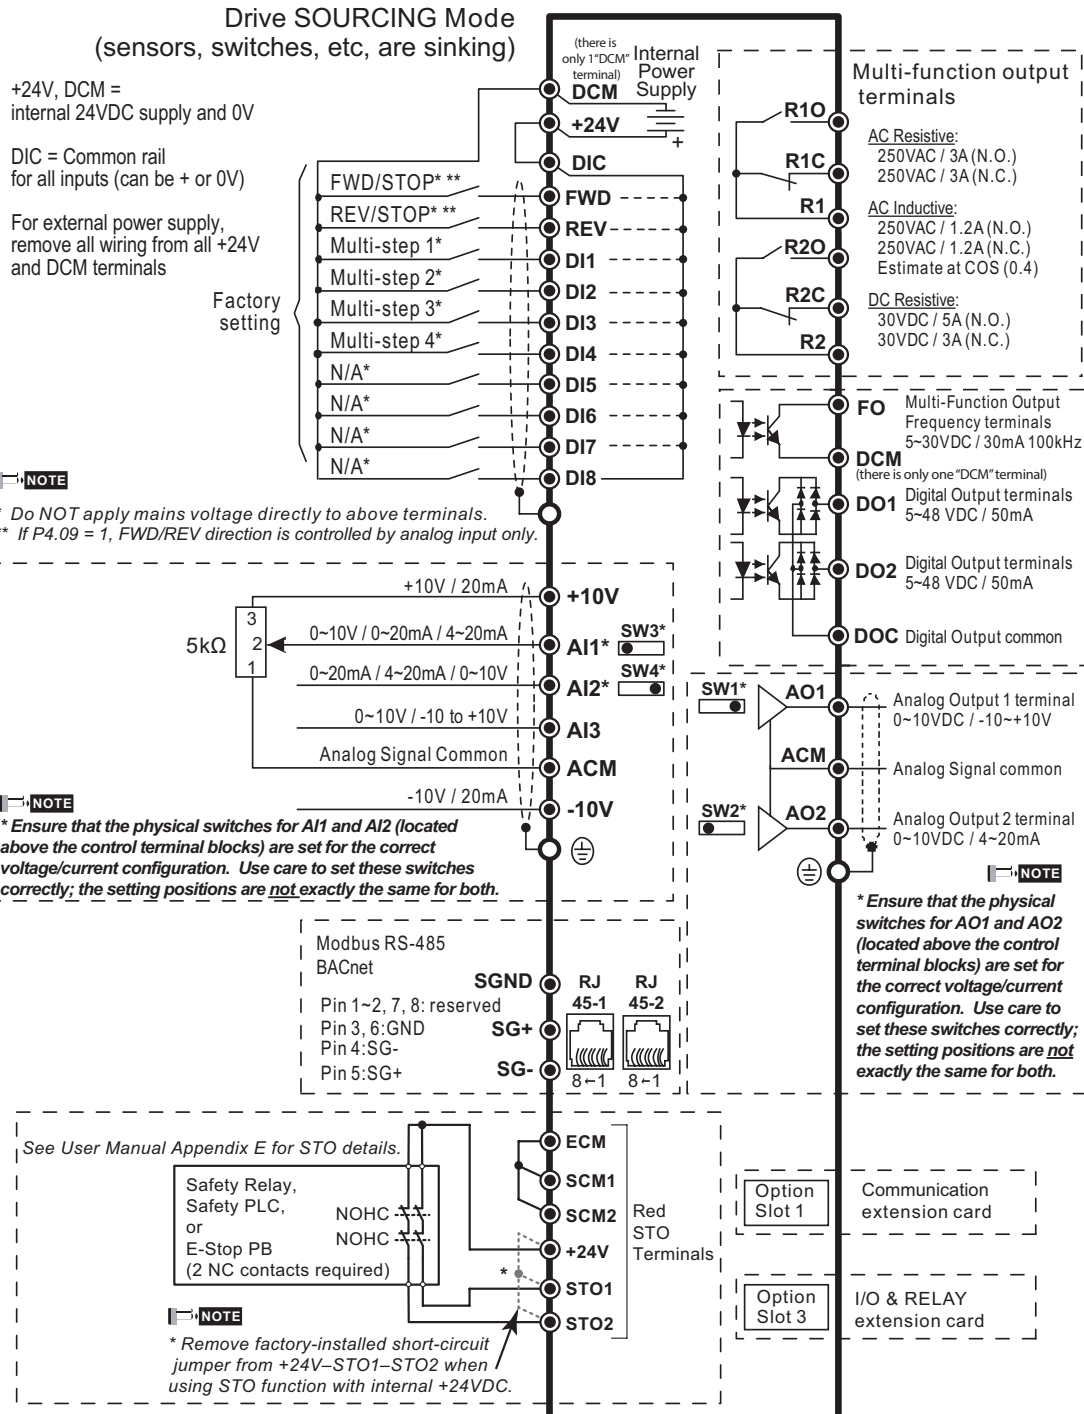 Drive SOURCING Mode
(sensors, switches, etc, are sinking)
+24V, DCM =
internal 24VDC supply and 0V
DIC = Common rail
for all inputs (can be + or 0V)
For external power supply,
remove all wiring from all +24V
and DCM terminals
Factory
setting
(there is
only 1 “DCM”
terminal)
Internal
Power
Supply
DCM
+24V
+
DIC
FWD/STOP* **
FWD
REV/STOP* **
REV
Multi-step 1*
DI1
Multi-step 2*
DI2
Multi-step 3*
DI3
Multi-step 4*
DI4
N/A*
DI5
N/A*
DI6
N/A*
DI7
N/A*
DI8
NOTE
* Do NOT apply mains voltage directly to above terminals.
** If P4.09 = 1, FWD/REV direction is controlled by analog input only.
Multi-function output
terminals
R1O
R1C
R1
R2O
R2C
R2
AC Resistive:
250VAC / 3A (N.O.)
250VAC / 3A (N.C.)
AC Inductive:
250VAC / 1.2A (N.O.)
250VAC / 1.2A (N.C.)
Estimate at COS (0.4)
DC Resistive:
30VDC / 5A (N.O.)
30VDC / 3A (N.C.)
FO
Multi-Function Output
Frequency terminals
5~30VDC / 30mA 100kHz
DCM
(there is only one “DCM” terminal)
DO1
Digital Output terminals
5~48 VDC / 50mA
DO2
Digital Output terminals
5~48 VDC / 50mA
DOC Digital Output common
5kΩ
3
2
1
+10V / 20mA
+10V
0~10V / 0~20mA / 4~20mA
AI1*
SW3*
0~20mA / 4~20mA / 0~10V
AI2*
SW4*
0~10V / -10 to +10V
AI3
Analog Signal Common
ACM
-10V / 20mA
-10V
NOTE
* Ensure that the physical switches for AI1 and AI2 (located
above the control terminal blocks) are set for the correct
voltage/current configuration. Use care to set these switches
correctly; the setting positions are not exactly the same for both.
SW1*
AO1
Analog Output 1 terminal
0~10VDC / -10~+10V
ACM
Analog Signal common
SW2*
AO2
Analog Output 2 terminal
0~10VDC / 4~20mA
NOTE
* Ensure that the physical
switches for AO1 and AO2
(located above the control
terminal blocks) are set for
the correct voltage/current
configuration. Use care to
set these switches correctly;
the setting positions are not
exactly the same for both.
Modbus RS-485
BACnet
Pin 1~2, 7, 8: reserved
Pin 3, 6:GND
Pin 4:SG-
Pin 5:SG+
SGND
SG+
SG-
RJ
45-1
8←1
RJ
45-2
8←1
See User Manual Appendix E for STO details.
Safety Relay,
Safety PLC,
or
E-Stop PB
(2 NC contacts required)
NOHC
NOHC
ECM
SCM1
SCM2
+24V
*
STO1
STO2
Red
STO
Terminals
NOTE
* Remove factory-installed short-circuit
jumper from +24V–STO1–STO2 when
using STO function with internal +24VDC.
Option
Slot 1
Communication
extension card
Option
Slot 3
I/O & RELAY
extension card